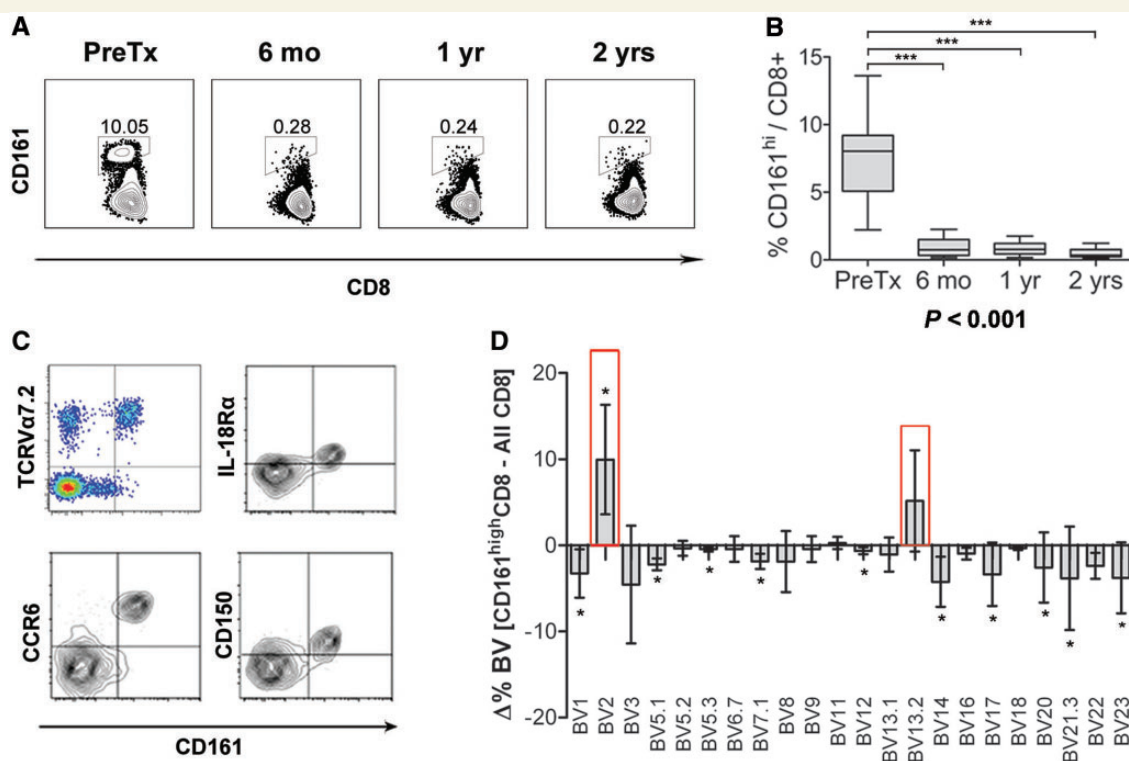 A
PreTx
6 mo
1 yr
2 yrs
10.05
0.28
0.24
0.22
CD161
CD8
B
***
***
***
% CD161hi / CD8+
15
10
5
0
PreTx
6 mo
1 yr
2 yrs
P < 0.001
C
TCRVα7.2
IL-18Rα
CCR6
CD150
CD161
D
Δ% BV [CD161highCD8 - All CD8]
20
10
0
-10
-20
*
*
*
*
*
*
*
*
*
*
*
BV1
BV2
BV3
BV5.1
BV5.2
BV5.3
BV6.7
BV7.1
BV8
BV9
BV11
BV12
BV13.1
BV13.2
BV14
BV16
BV17
BV18
BV20
BV21.3
BV22
BV23